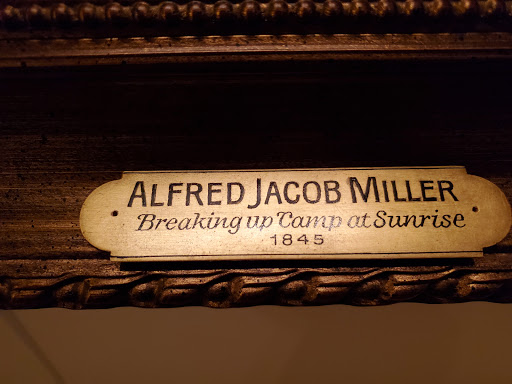 ALFRED JACOB MILLER
Breaking up Camp at Sunrise
1845